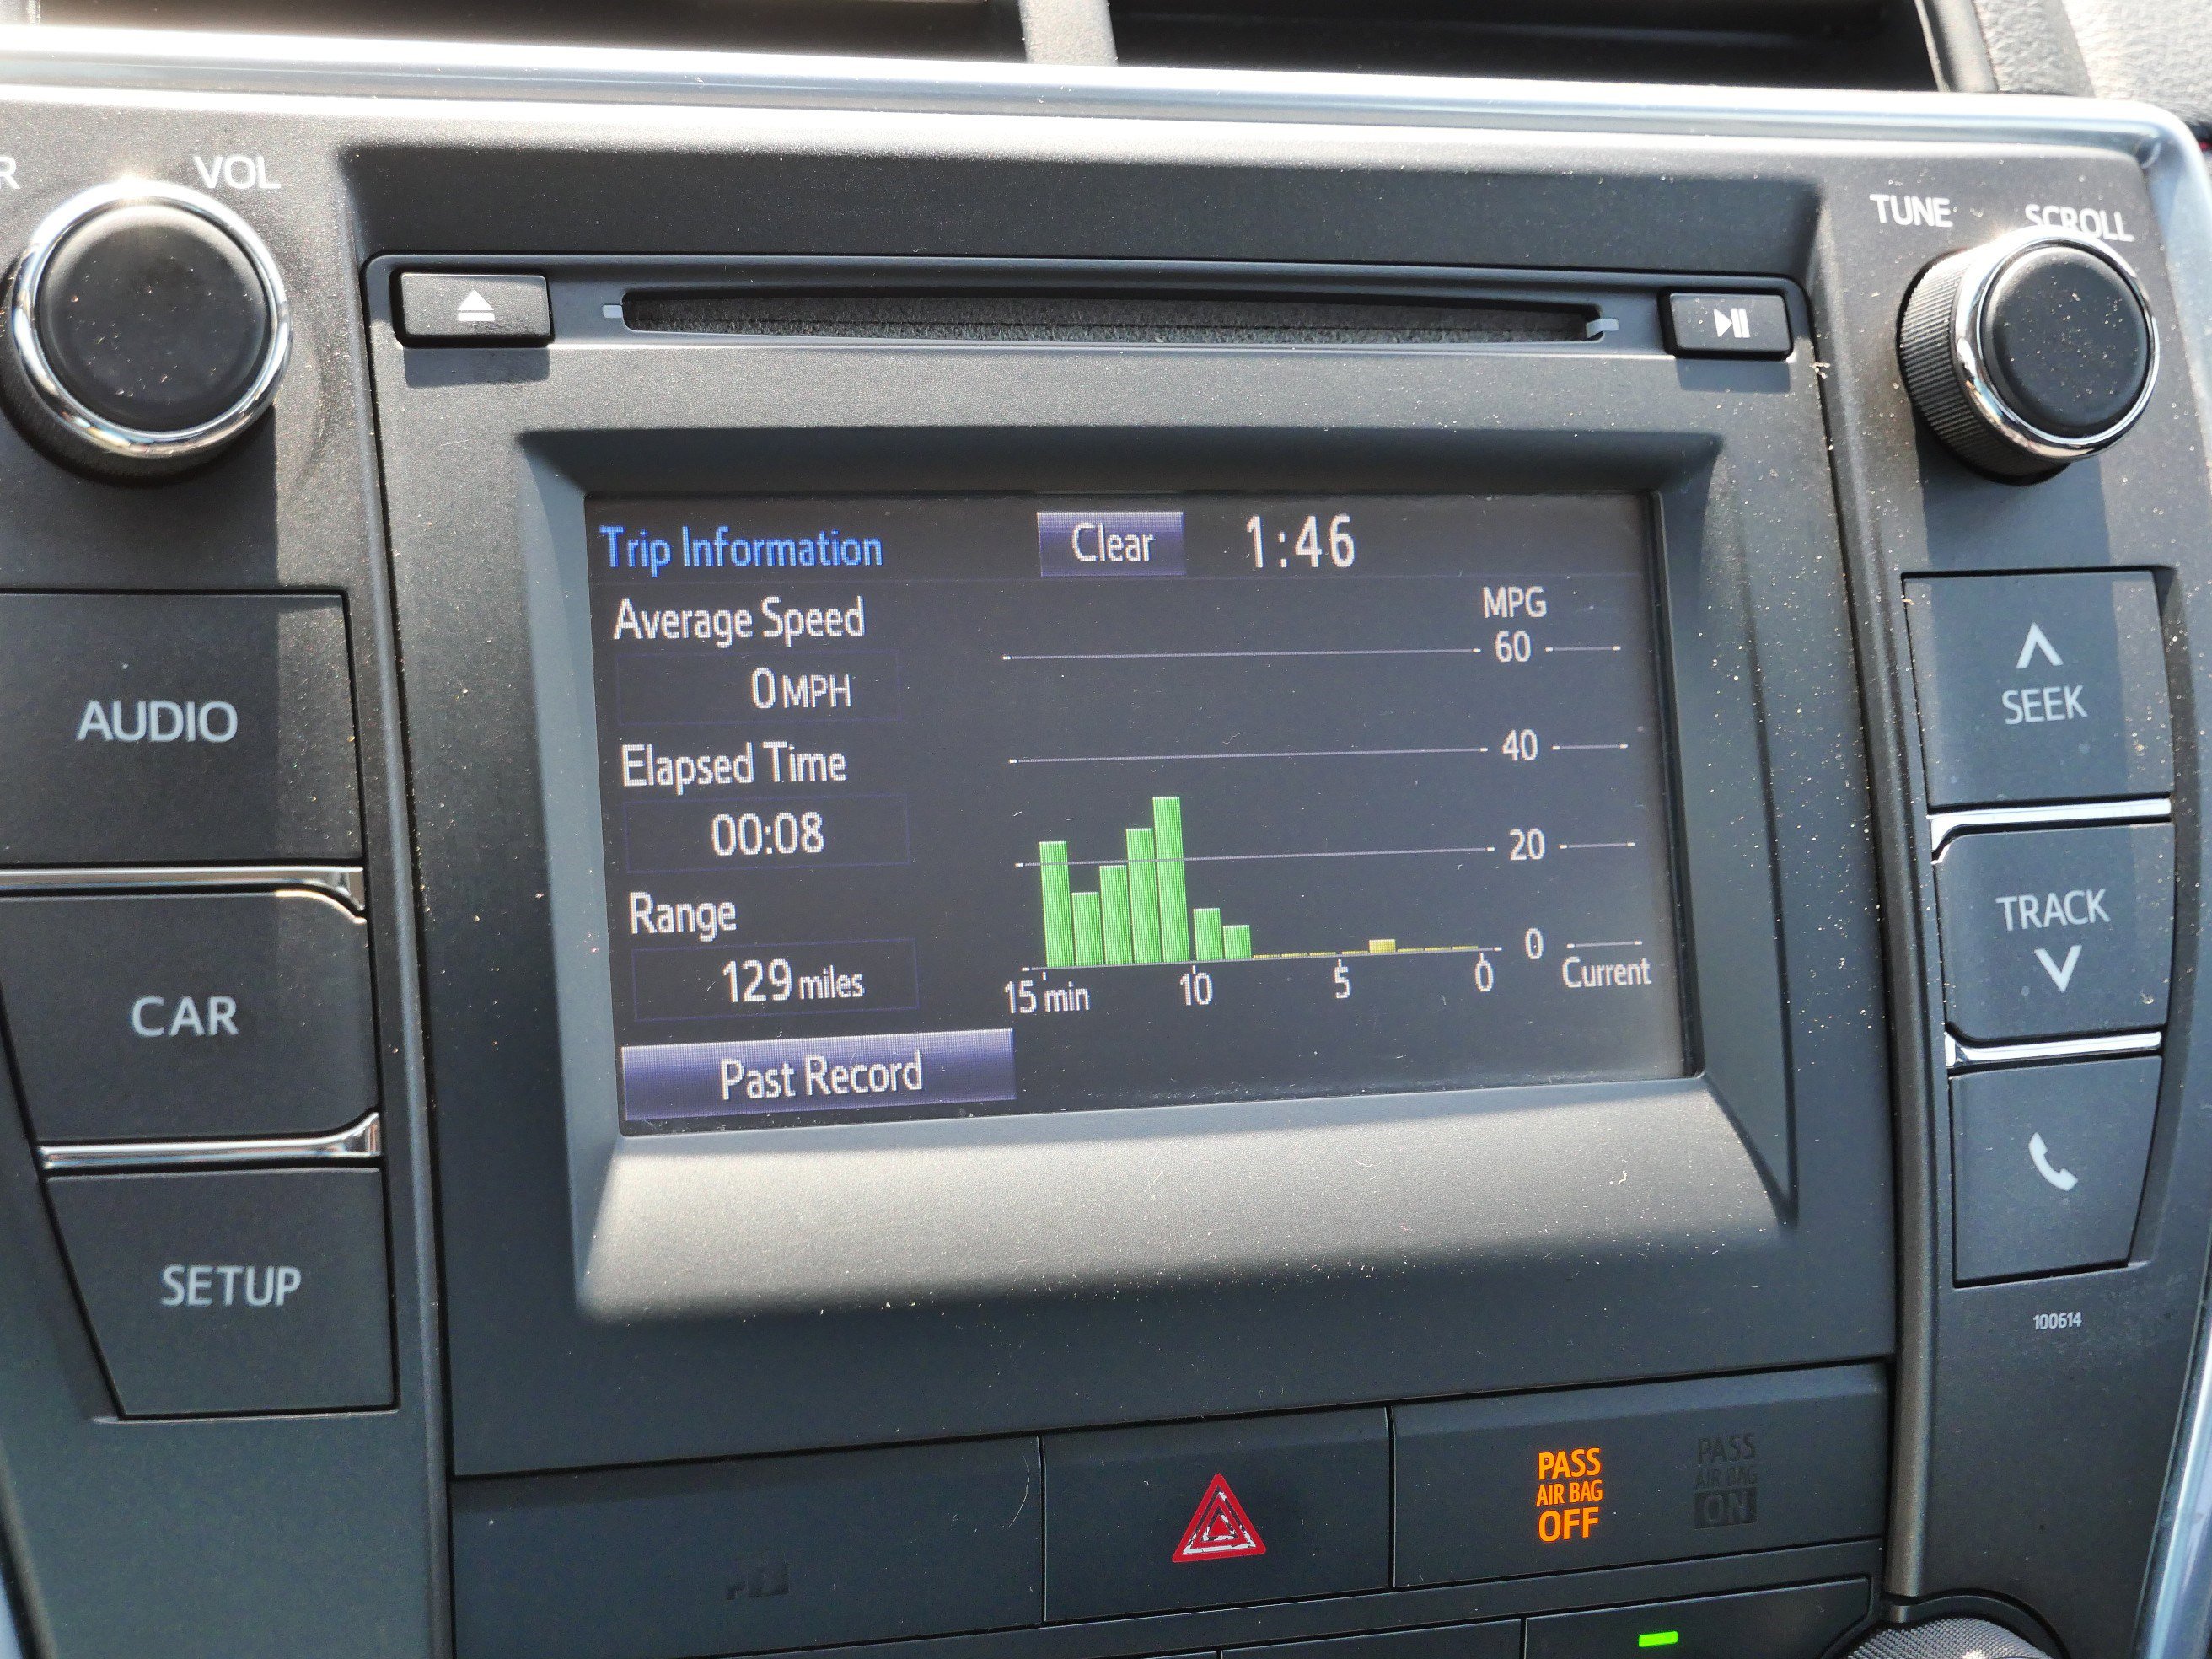 VOL
TUNE SCROLL
AUDIO
CAR
SETUP
Trip Information Clear 1:46
Average Speed
0 MPH
Elapsed Time
00:08
Range
129 miles
Past Record
MPG
60
40
20
0
15 min 10 5 0 Current
SEEK
TRACK
100614
PASS
AIR BAG
OFF
PASS
AIR BAG
ON